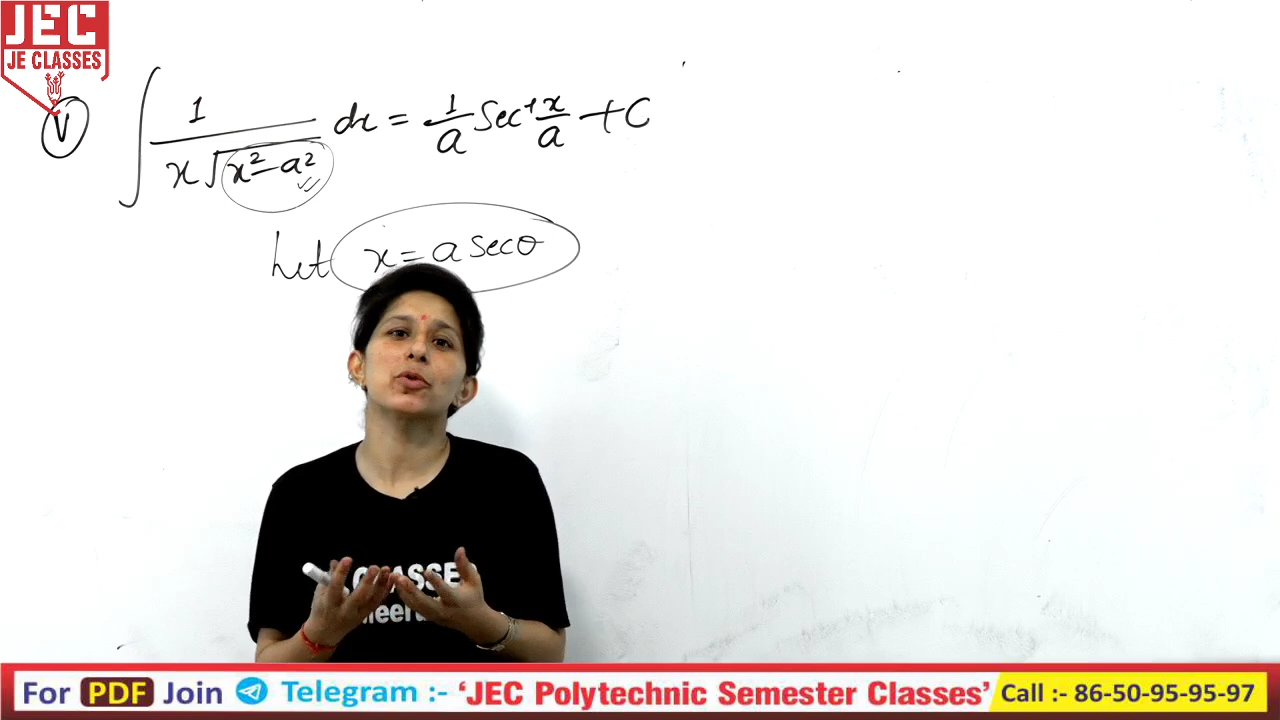 JEC
JE CLASSES
V ∫ 1 / x√(x² - a²) dx = 1/a Sec⁻¹ x/a + C
Let x = a Secθ
CLASSE
For PDF Join Telegram :- 'JEC Polytechnic Semester Classes' Call :- 86-50-95-95-97